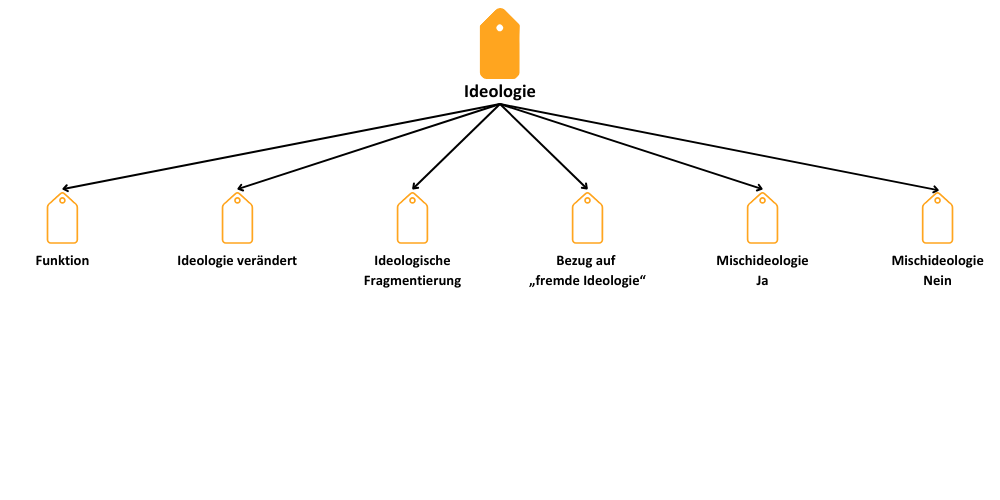 Ideologie
Funktion
Ideologie verändert
Ideologische
Fragmentierung
Bezug auf
„fremde Ideologie“
Mischideologie
Ja
Mischideologie
Nein